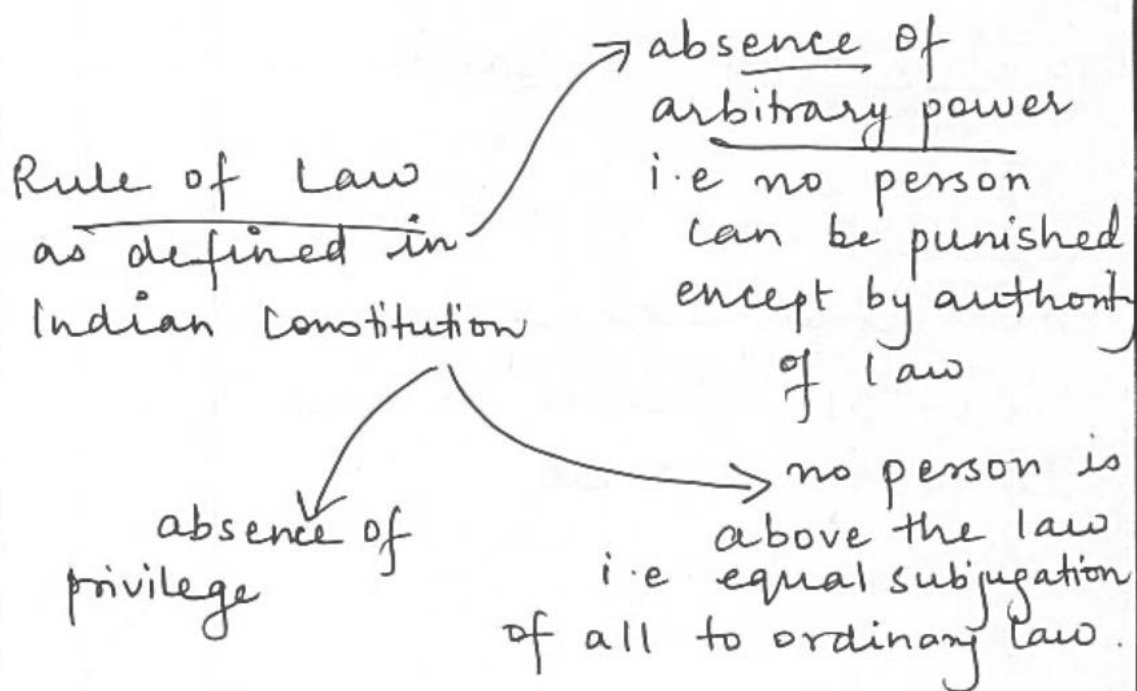 Rule of Law
as defined in
Indian Constitution
absence of
arbitrary power
i.e no person
can be punished
except by authority
of law
absence of
privilege
no person is
above the law
i.e equal subjugation
of all to ordinary law.